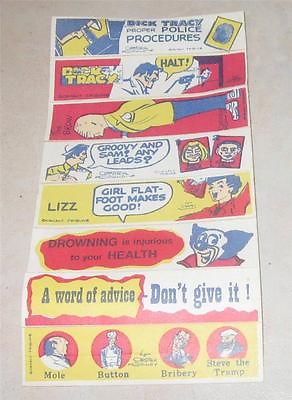 DICK TRACY
PROPER POLICE
PROCEDURES
DICK
TRACY
HALT!
BROW
GROOVY AND
SAM? ANY
LEADS?
LIZZ
GIRL FLAT-
FOOT MAKES
GOOD!
DROWNING is injurious
to your HEALTH
A word of advice - Don't give it!
Mole
Button
Bribery
Steve the
Tramp